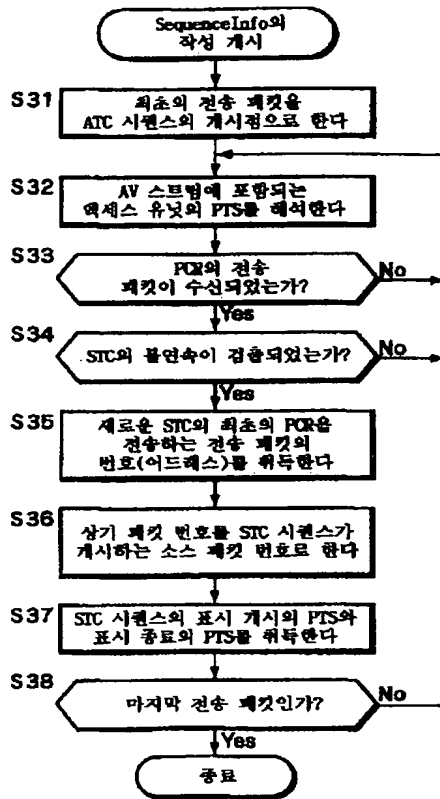 SequenceInfo의
작성 개시
S31
최초의 전송 패킷을
ATC 시퀀스의 개시점으로 한다
S32
AV 스트림에 포함되는
액세스 유닛의 PTS를 해석한다
S33
PCR의 전송
패킷이 수신되었는가?
No
Yes
S34
STC의 불연속이 검출되었는가?
No
Yes
S35
새로운 STC의 최초의 PCR을
전송하는 전송 패킷의
번호(어드레스)를 취득한다
S36
상기 패킷 번호를 STC 시퀀스가
개시하는 소스 패킷 번호로 한다
S37
STC 시퀀스의 표시 개시의 PTS와
표시 종료의 PTS를 취득한다
S38
마지막 전송 패킷인가?
No
Yes
종료